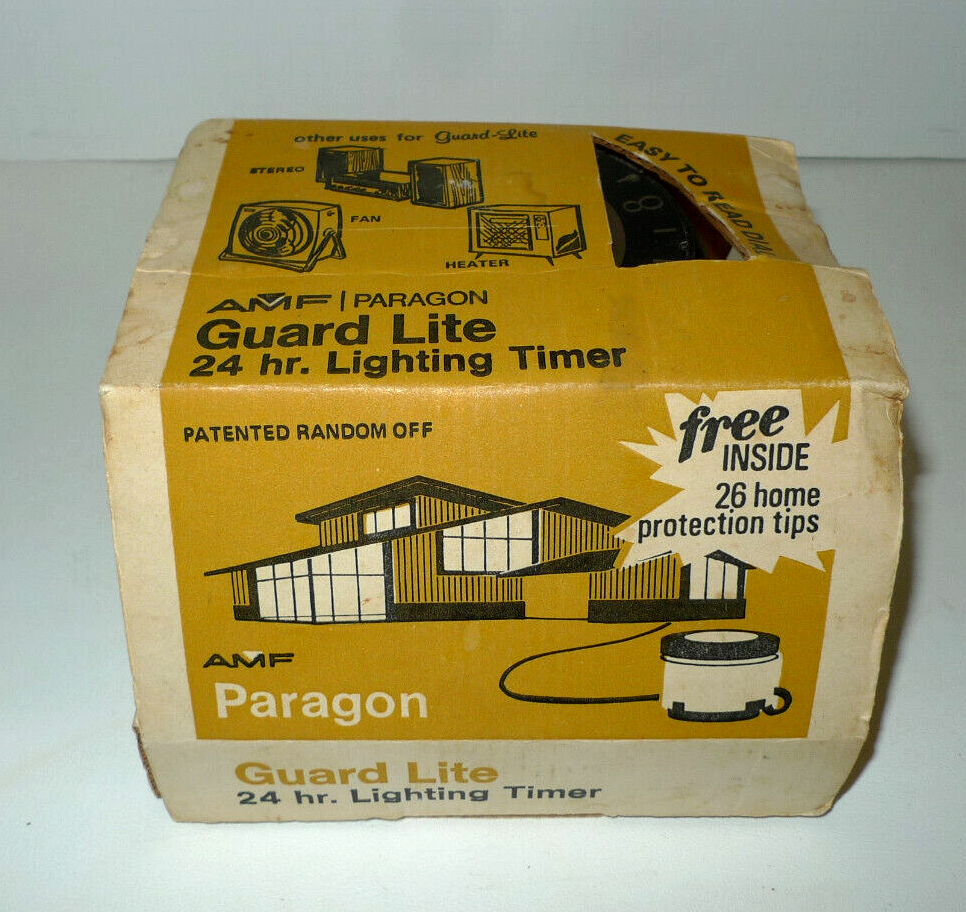 other uses for Guard-Lite
EASY TO READ DIAL
STEREO
8
FAN
HEATER
AMF | PARAGON
Guard Lite
24 hr. Lighting Timer
PATENTED RANDOM OFF
free
INSIDE
26 home
protection tips
AMF
Paragon
Guard Lite
24 hr. Lighting Timer